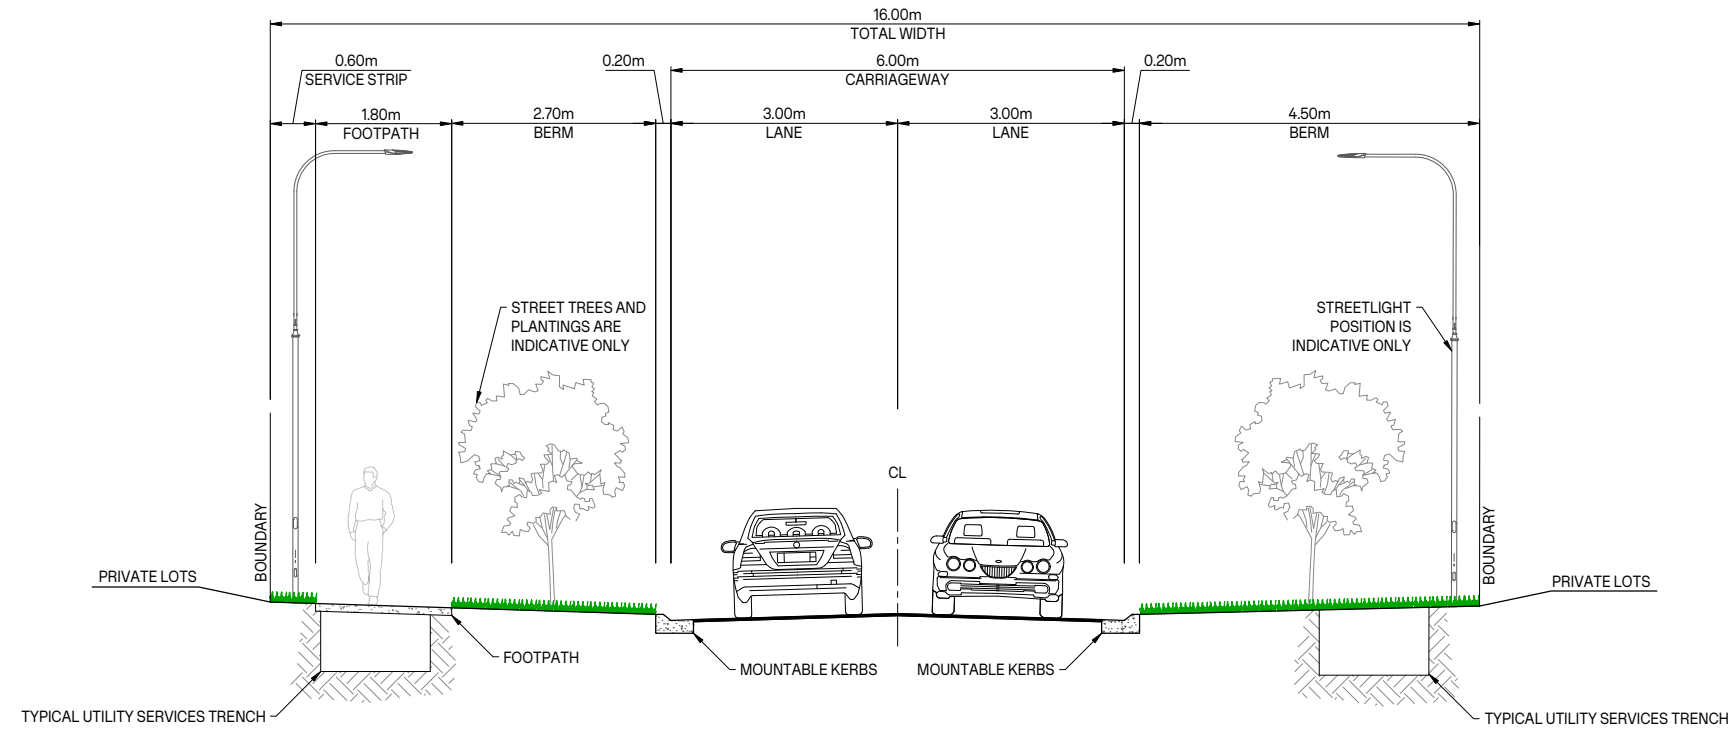 16.00m
TOTAL WIDTH
0.60m
SERVICE STRIP
0.20m
6.00m
CARRIAGEWAY
0.20m
1.80m
FOOTPATH
2.70m
BERM
3.00m
LANE
3.00m
LANE
4.50m
BERM
STREET TREES AND
PLANTINGS ARE
INDICATIVE ONLY
STREETLIGHT
POSITION IS
INDICATIVE ONLY
CL
BOUNDARY
BOUNDARY
PRIVATE LOTS
PRIVATE LOTS
FOOTPATH
MOUNTABLE KERBS
MOUNTABLE KERBS
TYPICAL UTILITY SERVICES TRENCH
TYPICAL UTILITY SERVICES TRENCH